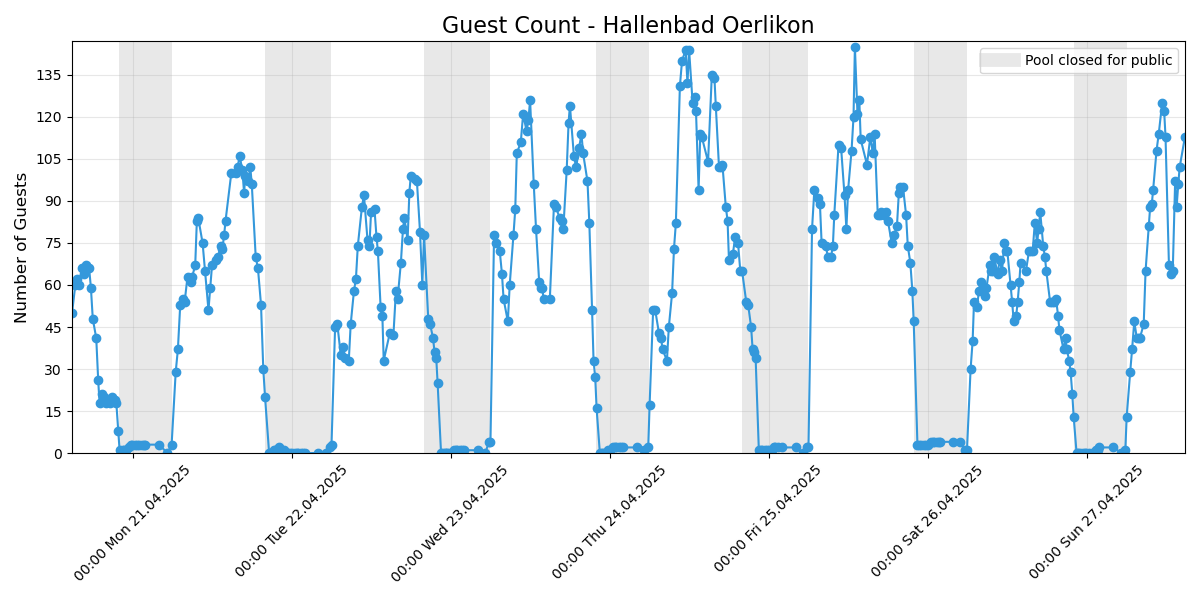 Guest Count - Hallenbad Oerlikon
Pool closed for public
Number of Guests
135
120
105
90
75
60
45
30
15
0
00:00 Mon 21.04.2025
00:00 Tue 22.04.2025
00:00 Wed 23.04.2025
00:00 Thu 24.04.2025
00:00 Fri 25.04.2025
00:00 Sat 26.04.2025
00:00 Sun 27.04.2025